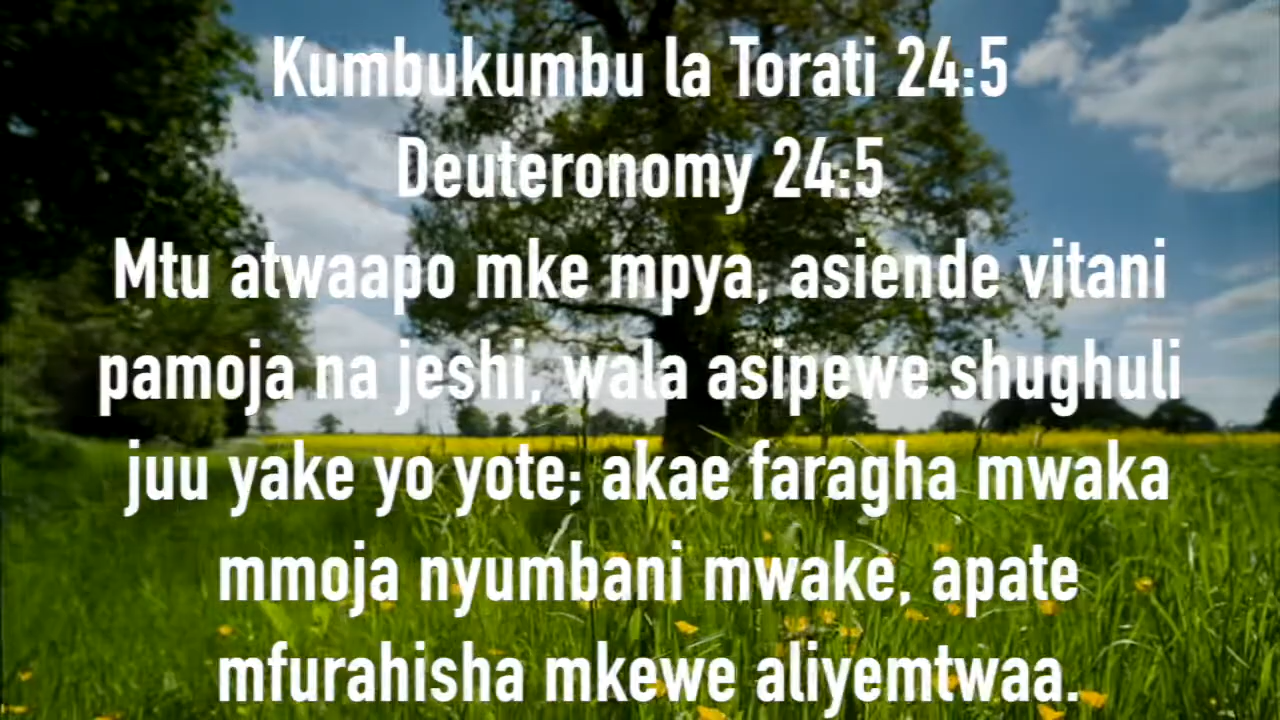 Kumbukumbu la Torati 24:5
Deuteronomy 24:5
Mtu atwaapo mke mpya, asiende vitani
pamoja na jeshi, wala asipewe shughuli
juu yake yo yote; akae faragha mwaka
mmoja nyumbani mwake, apate
mfurahisha mkewe aliyemtwaa.